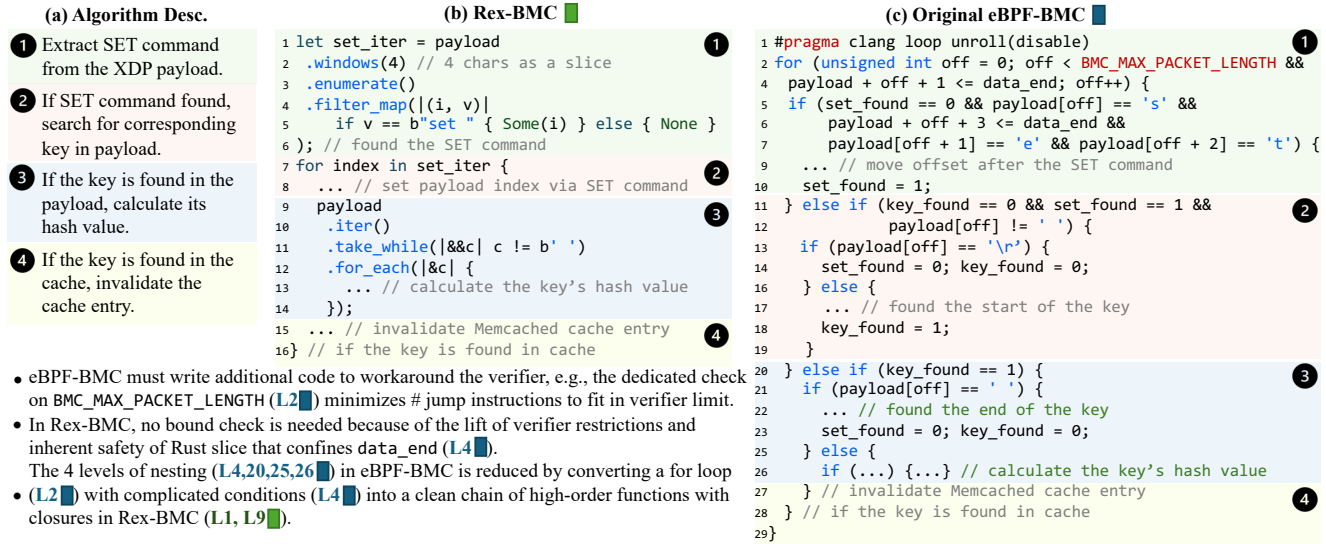 (a) Algorithm Desc.
1 Extract SET command
from the XDP payload.
2 If SET command found,
search for corresponding
key in payload.
3 If the key is found in the
payload, calculate its
hash value.
4 If the key is found in the
cache, invalidate the
cache entry.
(b) Rex-BMC
1 let set_iter = payload
2 .windows(4) // 4 chars as a slice
3 .enumerate()
4 .filter_map(|(i, v)|
5 if v == b"set " { Some(i) } else { None }
6 ); // found the SET command
7 for index in set_iter {
8 ... // set payload index via SET command
9 payload
10 .iter()
11 .take_while(|&&c| c != b' ')
12 .for_each(|&c| {
13 ... // calculate the key's hash value
14 });
15 ... // invalidate Memcached cache entry
16} // if the key is found in cache
1
2
3
4
(c) Original eBPF-BMC
1 #pragma clang loop unroll(disable)
2 for (unsigned int off = 0; off < BMC_MAX_PACKET_LENGTH &&
4 payload + off + 1 <= data_end; off++) {
5 if (set_found == 0 && payload[off] == 's' &&
6 payload + off + 3 <= data_end &&
7 payload[off + 1] == 'e' && payload[off + 2] == 't') {
9 ... // move offset after the SET command
10 set_found = 1;
11 } else if (key_found == 0 && set_found == 1 &&
12 payload[off] != ' ') {
13 if (payload[off] == '\r’) {
14 set_found = 0; key_found = 0;
16 } else {
17 ... // found the start of the key
18 key_found = 1;
19 }
20 } else if (key_found == 1) {
21 if (payload[off] == ' ') {
22 ... // found the end of the key
23 set_found = 0; key_found = 0;
25 } else {
26 if (...) {...} // calculate the key’s hash value
27 } // invalidate Memcached cache entry
28 } // if the key is found in cache
29}
1
2
3
4
• eBPF-BMC must write additional code to workaround the verifier, e.g., the dedicated check
on BMC_MAX_PACKET_LENGTH (L2) minimizes # jump instructions to fit in verifier limit.
• In Rex-BMC, no bound check is needed because of the lift of verifier restrictions and
inherent safety of Rust slice that confines data_end (L4).
The 4 levels of nesting (L4,20,25,26) in eBPF-BMC is reduced by converting a for loop
• (L2) with complicated conditions (L4) into a clean chain of high-order functions with
closures in Rex-BMC (L1, L9).